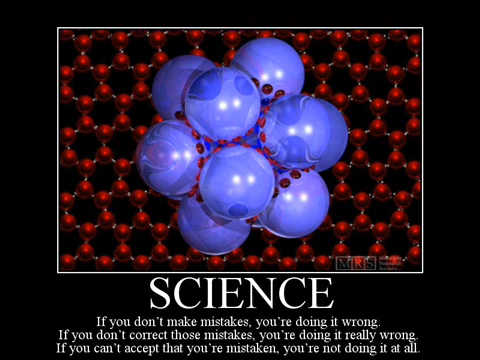 MRS
SCIENCE
If you don't make mistakes, you're doing it wrong.
If you don't correct those mistakes, you're doing it really wrong.
If you can't accept that you're mistaken, you're not doing it at all.